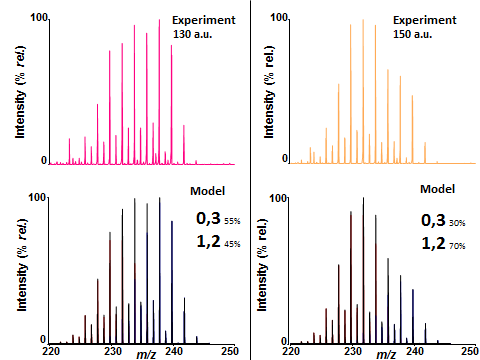 100
Intensity (% rel.)
0
Experiment
130 a.u.
100
Intensity (% rel.)
0
Experiment
150 a.u.
100
Intensity (% rel.)
0
Model
0,3 55%
1,2 45%
220
230
m/z
240
250
100
Intensity (% rel.)
0
Model
0,3 30%
1,2 70%
220
230
m/z
240
250